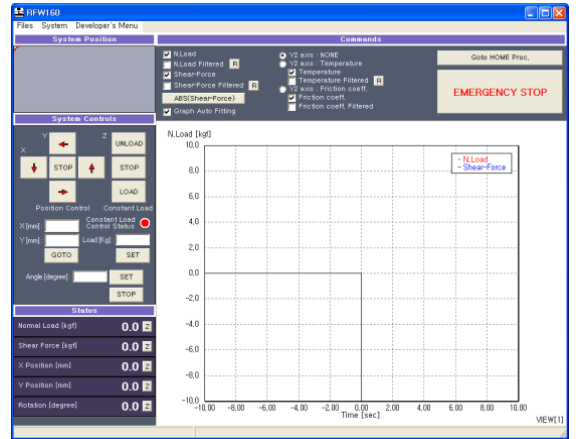 RFW160
Files System Developer's Menu
System Position
Commands
N.Load
N.Load Filtered R
Shear-Force
Shear-Force Filtered R
ABS(Shear-Force)
Graph Auto Fitting
Y2 axis : NONE
Y2 axis : Temperature
Temperature
Temperature Filtered R
Y2 axis : Friction coeff,
Friction coeff,
Friction coeff, Filtered
Goto HOME Proc,
EMERGENCY STOP
System Controls
Y Z
X
UNLOAD
STOP STOP
LOAD
Position Control Constant Load
Constant Load
Control Status
X [mm] :
Y [mm] : Load [Kg] :
GOTO SET
Angle [degree] : SET
STOP
Status
Normal Load [kgf] 0.0 Z
Shear Force [kgf] 0.0 Z
X Position [mm] 0.0 Z
Y Position [mm] 0.0 Z
Rotation [degree] 0.0 Z
N.Load [kgf]
10,0
8,0
6,0
4,0
2,0
0,0
-2,0
-4,0
-6,0
-8,0
-10,0
- N.Load
- Shear-Force
-10,00 -8,00 -6,00 -4,00 -2,00 0,00 2,00 4,00 6,00 8,00 10,00
Time [sec]
VIEW[1]